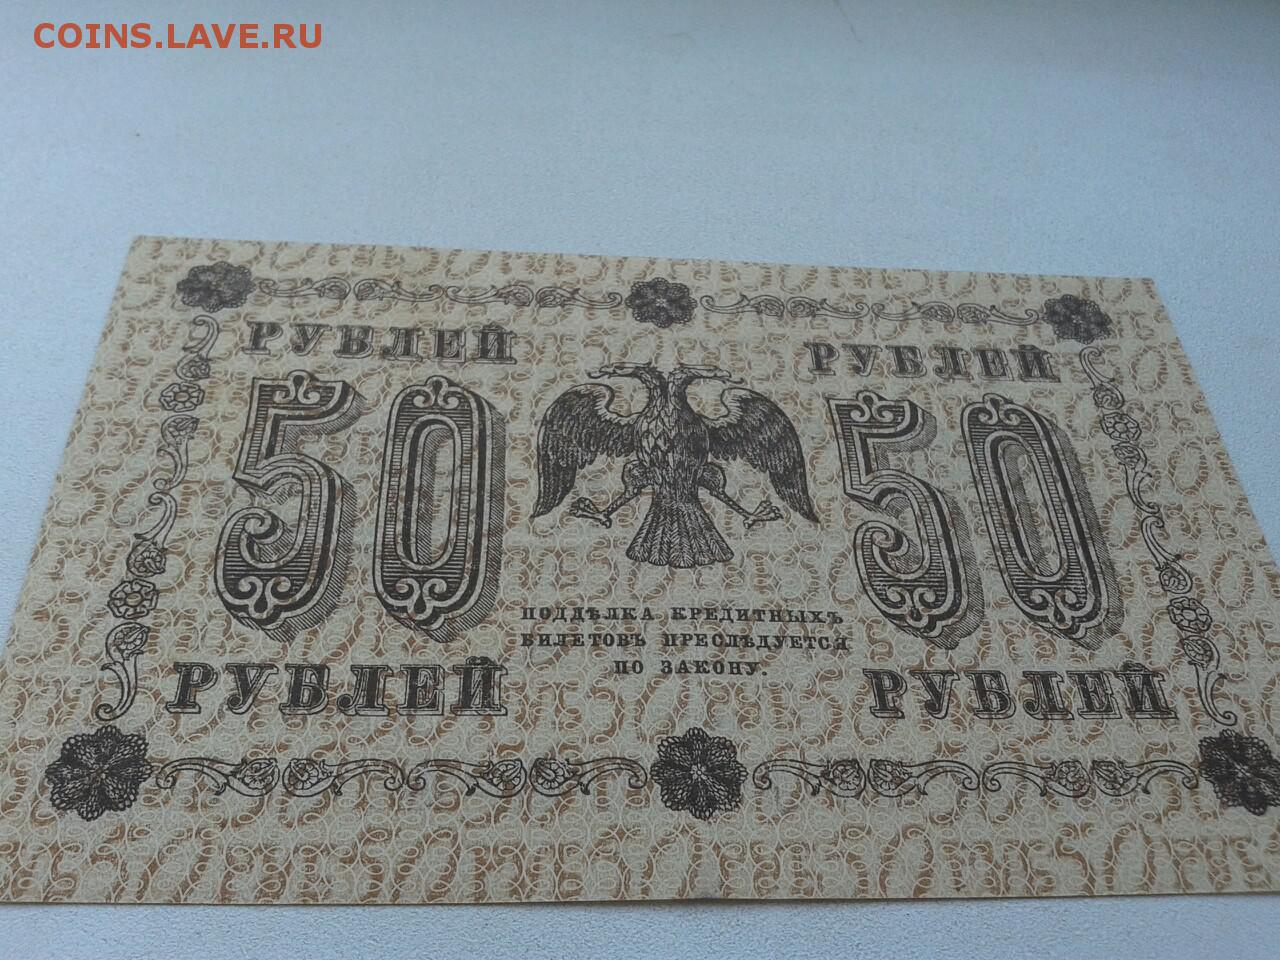 COINS.LAVE.RU
РУБЛЕЙ РУБЛЕЙ
50 50
ПОДДѢЛКА КРЕДИТНЫХЪ
БИЛЕТОВЪ ПРЕСЛѢДУЕТСЯ
ПО ЗАКОНУ.
РУБЛЕЙ РУБЛЕЙ